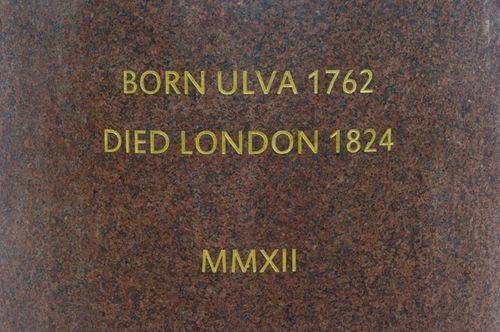 BORN ULVA 1762
DIED LONDON 1824
MMXII